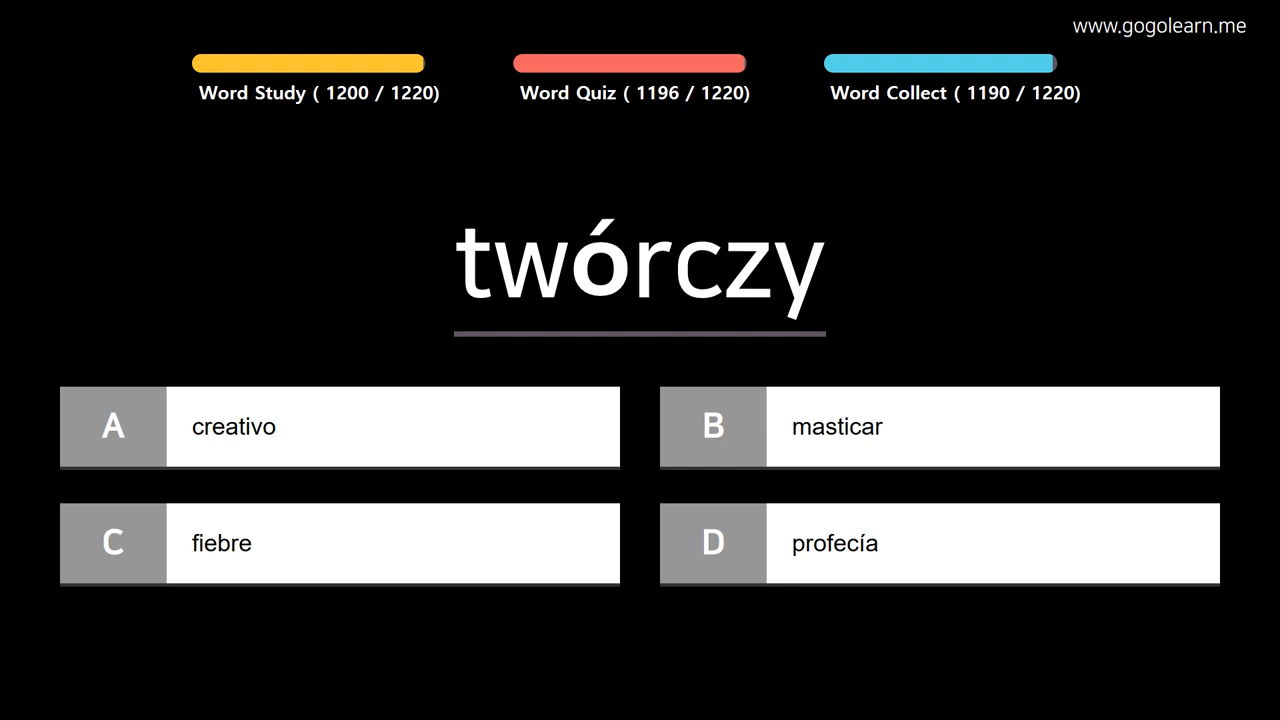 www.gogolearn.me
Word Study ( 1200 / 1220)
Word Quiz ( 1196 / 1220)
Word Collect ( 1190 / 1220)
twórczy
A creativo
B masticar
C fiebre
D profecía